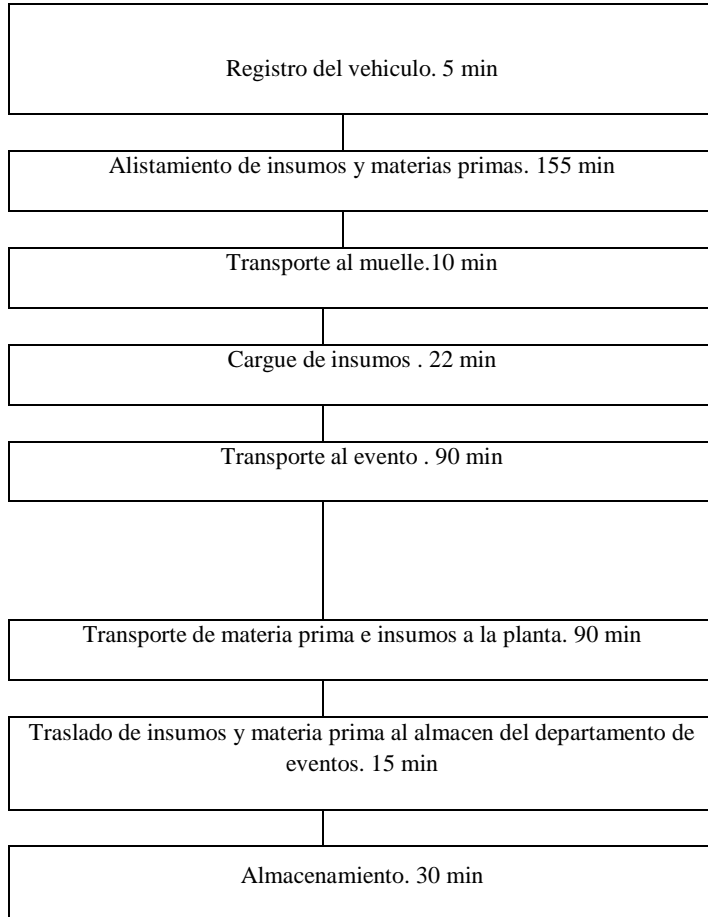 Registro del vehiculo. 5 min
Alistamiento de insumos y materias primas. 155 min
Transporte al muelle.10 min
Cargue de insumos . 22 min
Transporte al evento . 90 min
Transporte de materia prima e insumos a la planta. 90 min
Traslado de insumos y materia prima al almacen del departamento de
eventos. 15 min
Almacenamiento. 30 min